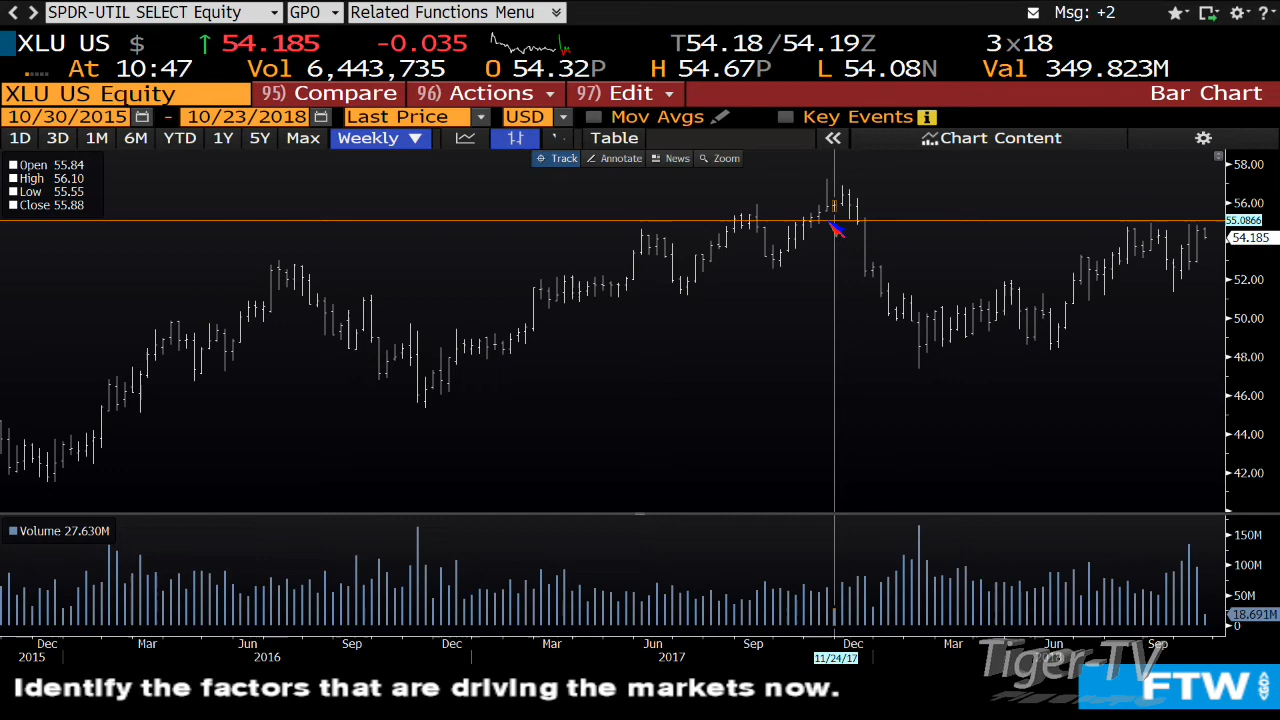 SPDR-UTIL SELECT Equity GPO Related Functions Menu Msg: +2
XLU US $ ↑ 54.185 -0.035 T54.18/54.19Z 3x18
At 10:47 Vol 6,443,735 O 54.32P H 54.67P L 54.08N Val 349.823M
XLU US Equity 95) Compare 96) Actions 97) Edit Bar Chart
10/30/2015 - 10/23/2018 Last Price USD Mov Avgs Key Events
1D 3D 1M 6M YTD 1Y 5Y Max Weekly ▼ Table « Chart Content
Track Annotate News Zoom
Open 55.84
High 56.10
Low 55.55
Close 55.88
58.00
56.00
55.0866
54.185
52.00
50.00
48.00
46.00
44.00
42.00
Volume 27.630M
150M
100M
50M
18.691M
0
Dec Mar Jun Sep Dec Mar Jun Sep Dec Mar Jun Sep
2015 2016 2017 11/24/17
Tiger-TV
Identify the factors that are driving the markets now.
FTW